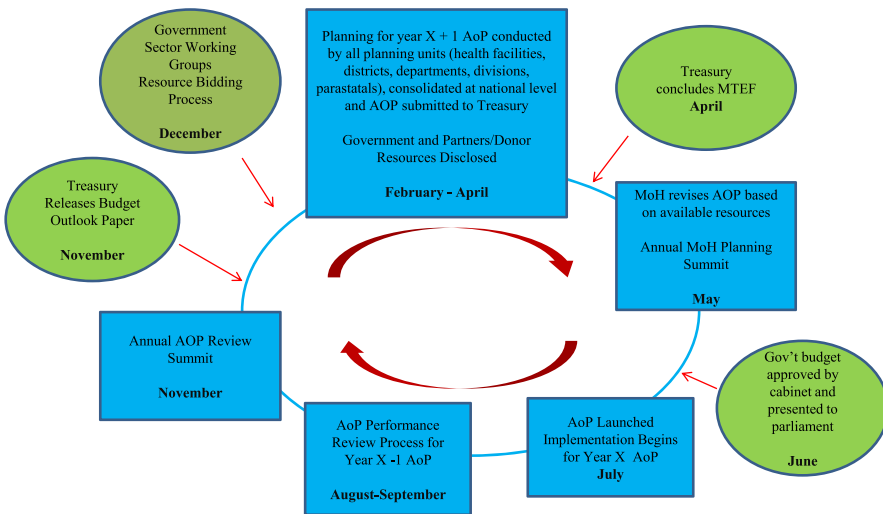 Government
Sector Working
Groups
Resource Bidding
Process
December
Planning for year X + 1 AoP conducted
by all planning units (health facilities,
districts, departments, divisions,
parastatals), consolidated at national level
and AOP submitted to Treasury
Government and Partners/Donor
Resources Disclosed
February - April
Treasury
concludes MTEF
April
Treasury
Releases Budget
Outlook Paper
November
MoH revises AOP based
on available resources
Annual MoH Planning
Summit
May
Annual AOP Review
Summit
November
Gov't budget
approved by
cabinet and
presented to
parliament
June
AoP Performance
Review Process for
Year X -1 AoP
August-September
AoP Launched
Implementation Begins
for Year X AoP
July